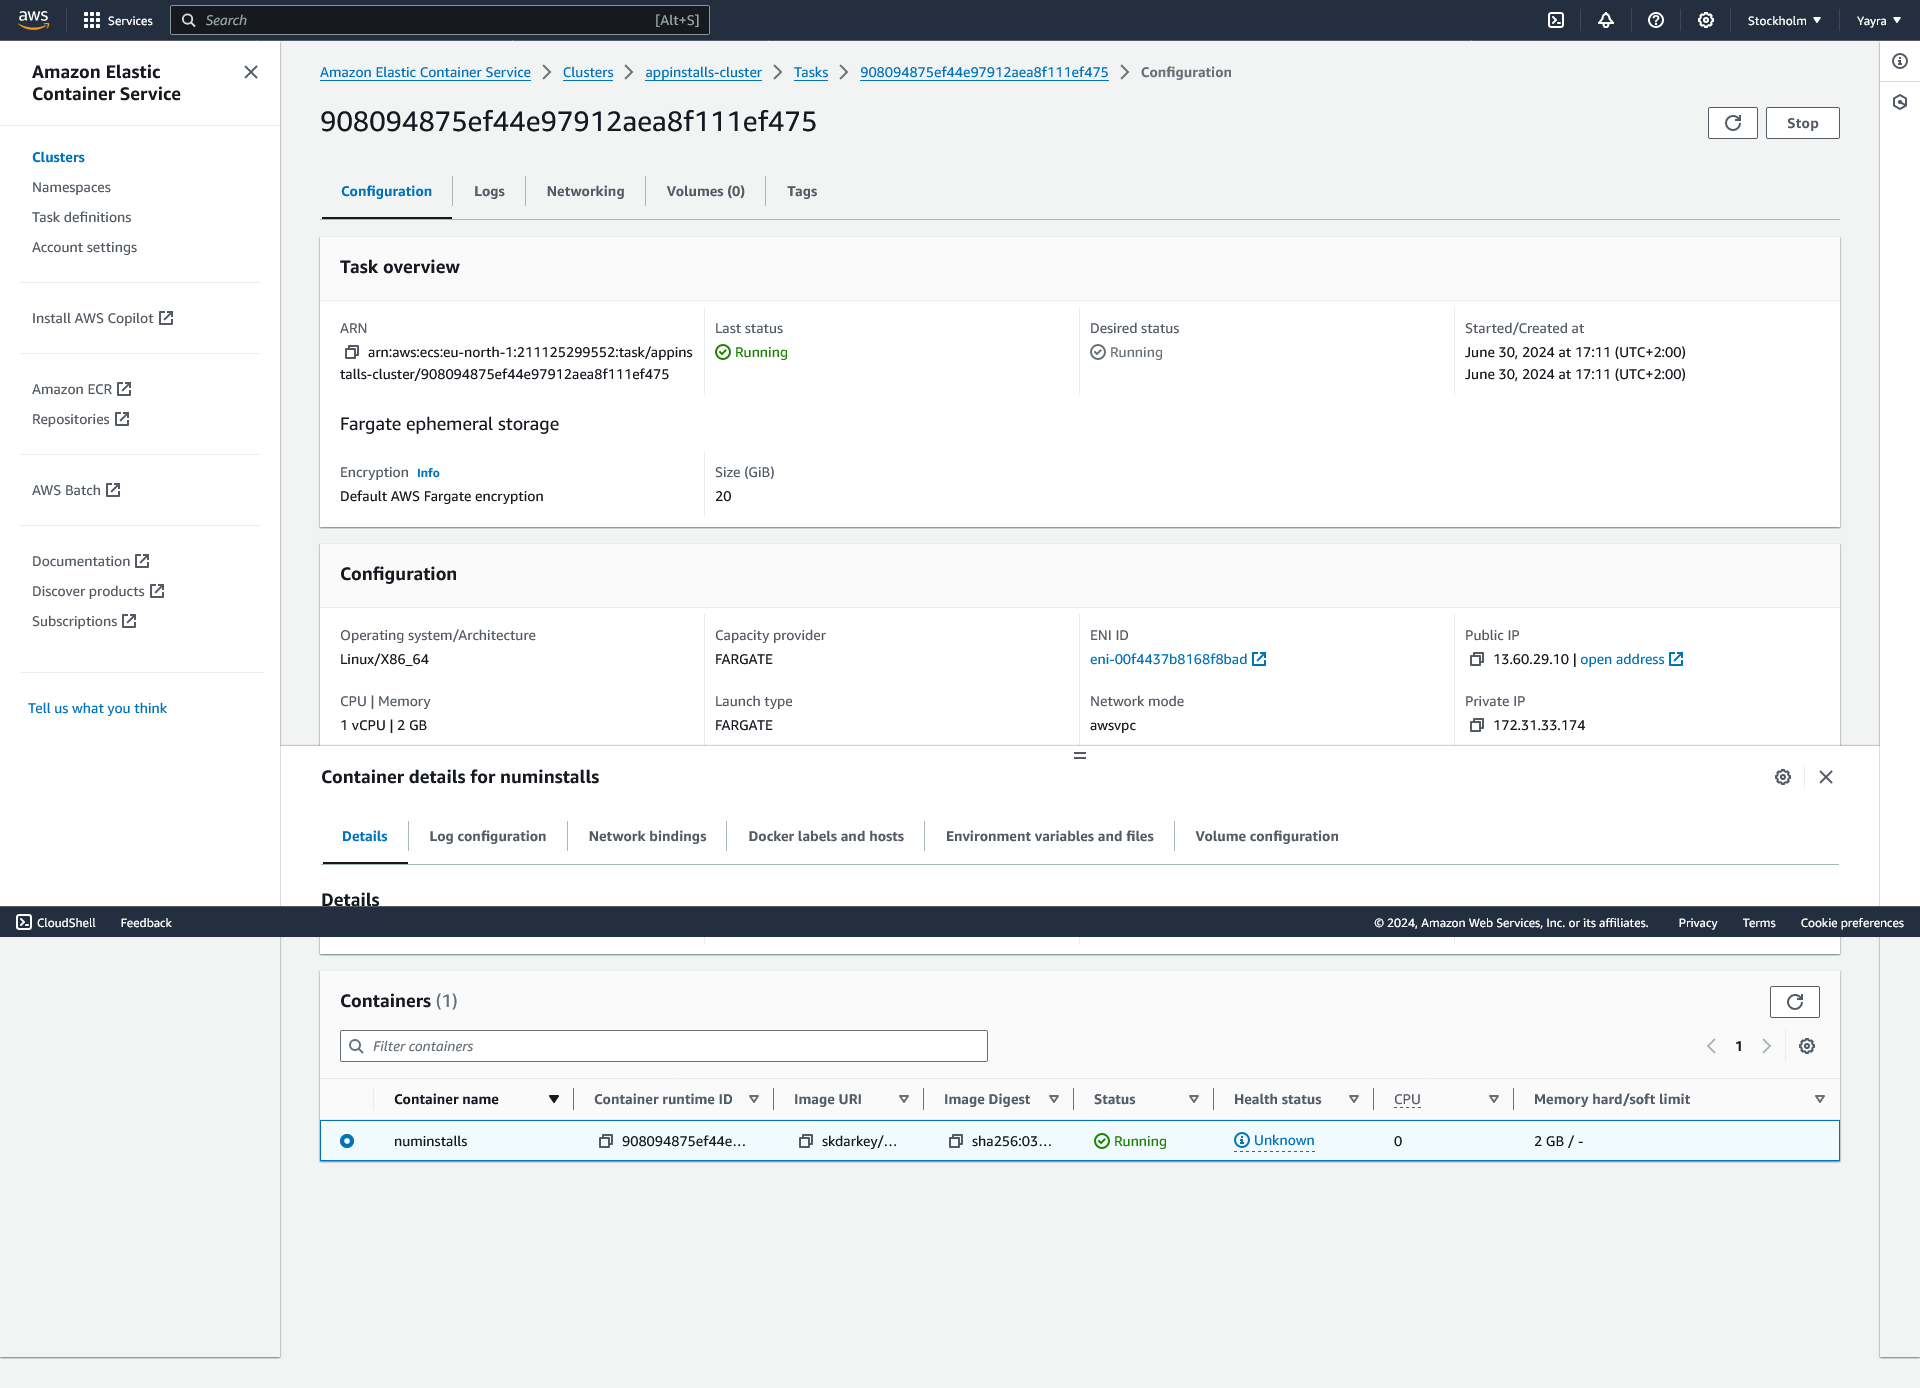 aws
Services
Search
[Alt+S]
Stockholm
Yayra
Amazon Elastic
Container Service
Clusters
Namespaces
Task definitions
Account settings
Install AWS Copilot
Amazon ECR
Repositories
AWS Batch
Documentation
Discover products
Subscriptions
Tell us what you think
Amazon Elastic Container Service
Clusters
appinstalls-cluster
Tasks
908094875ef44e97912aea8f111ef475
Configuration
908094875ef44e97912aea8f111ef475
Stop
Configuration
Logs
Networking
Volumes (0)
Tags
Task overview
ARN
arn:aws:ecs:eu-north-1:211125299552:task/appins
talls-cluster/908094875ef44e97912aea8f111ef475
Last status
Running
Desired status
Running
Started/Created at
June 30, 2024 at 17:11 (UTC+2:00)
June 30, 2024 at 17:11 (UTC+2:00)
Fargate ephemeral storage
Encryption Info
Default AWS Fargate encryption
Size (GiB)
20
Configuration
Operating system/Architecture
Linux/X86_64
Capacity provider
FARGATE
ENI ID
eni-00f4437b8168f8bad
Public IP
13.60.29.10 | open address
CPU | Memory
1 vCPU | 2 GB
Launch type
FARGATE
Network mode
awsvpc
Private IP
172.31.33.174
Container details for numinstalls
Details
Log configuration
Network bindings
Docker labels and hosts
Environment variables and files
Volume configuration
Details
CloudShell
Feedback
© 2024, Amazon Web Services, Inc. or its affiliates.
Privacy
Terms
Cookie preferences
Containers (1)
Filter containers
1
Container name
Container runtime ID
Image URI
Image Digest
Status
Health status
CPU
Memory hard/soft limit
numinstalls
908094875ef44e...
skdarkey/...
sha256:03...
Running
Unknown
0
2 GB / -